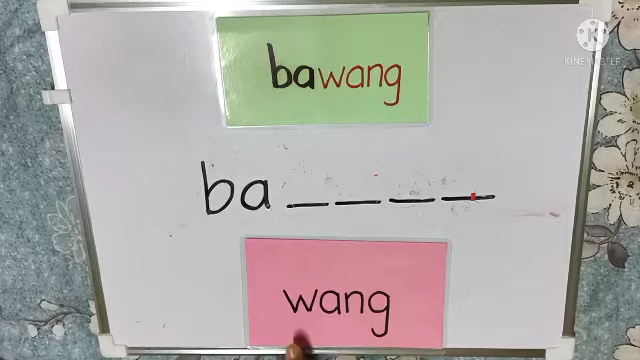 K
KINEMASTER
bawang
ba _ _ _ _
wang